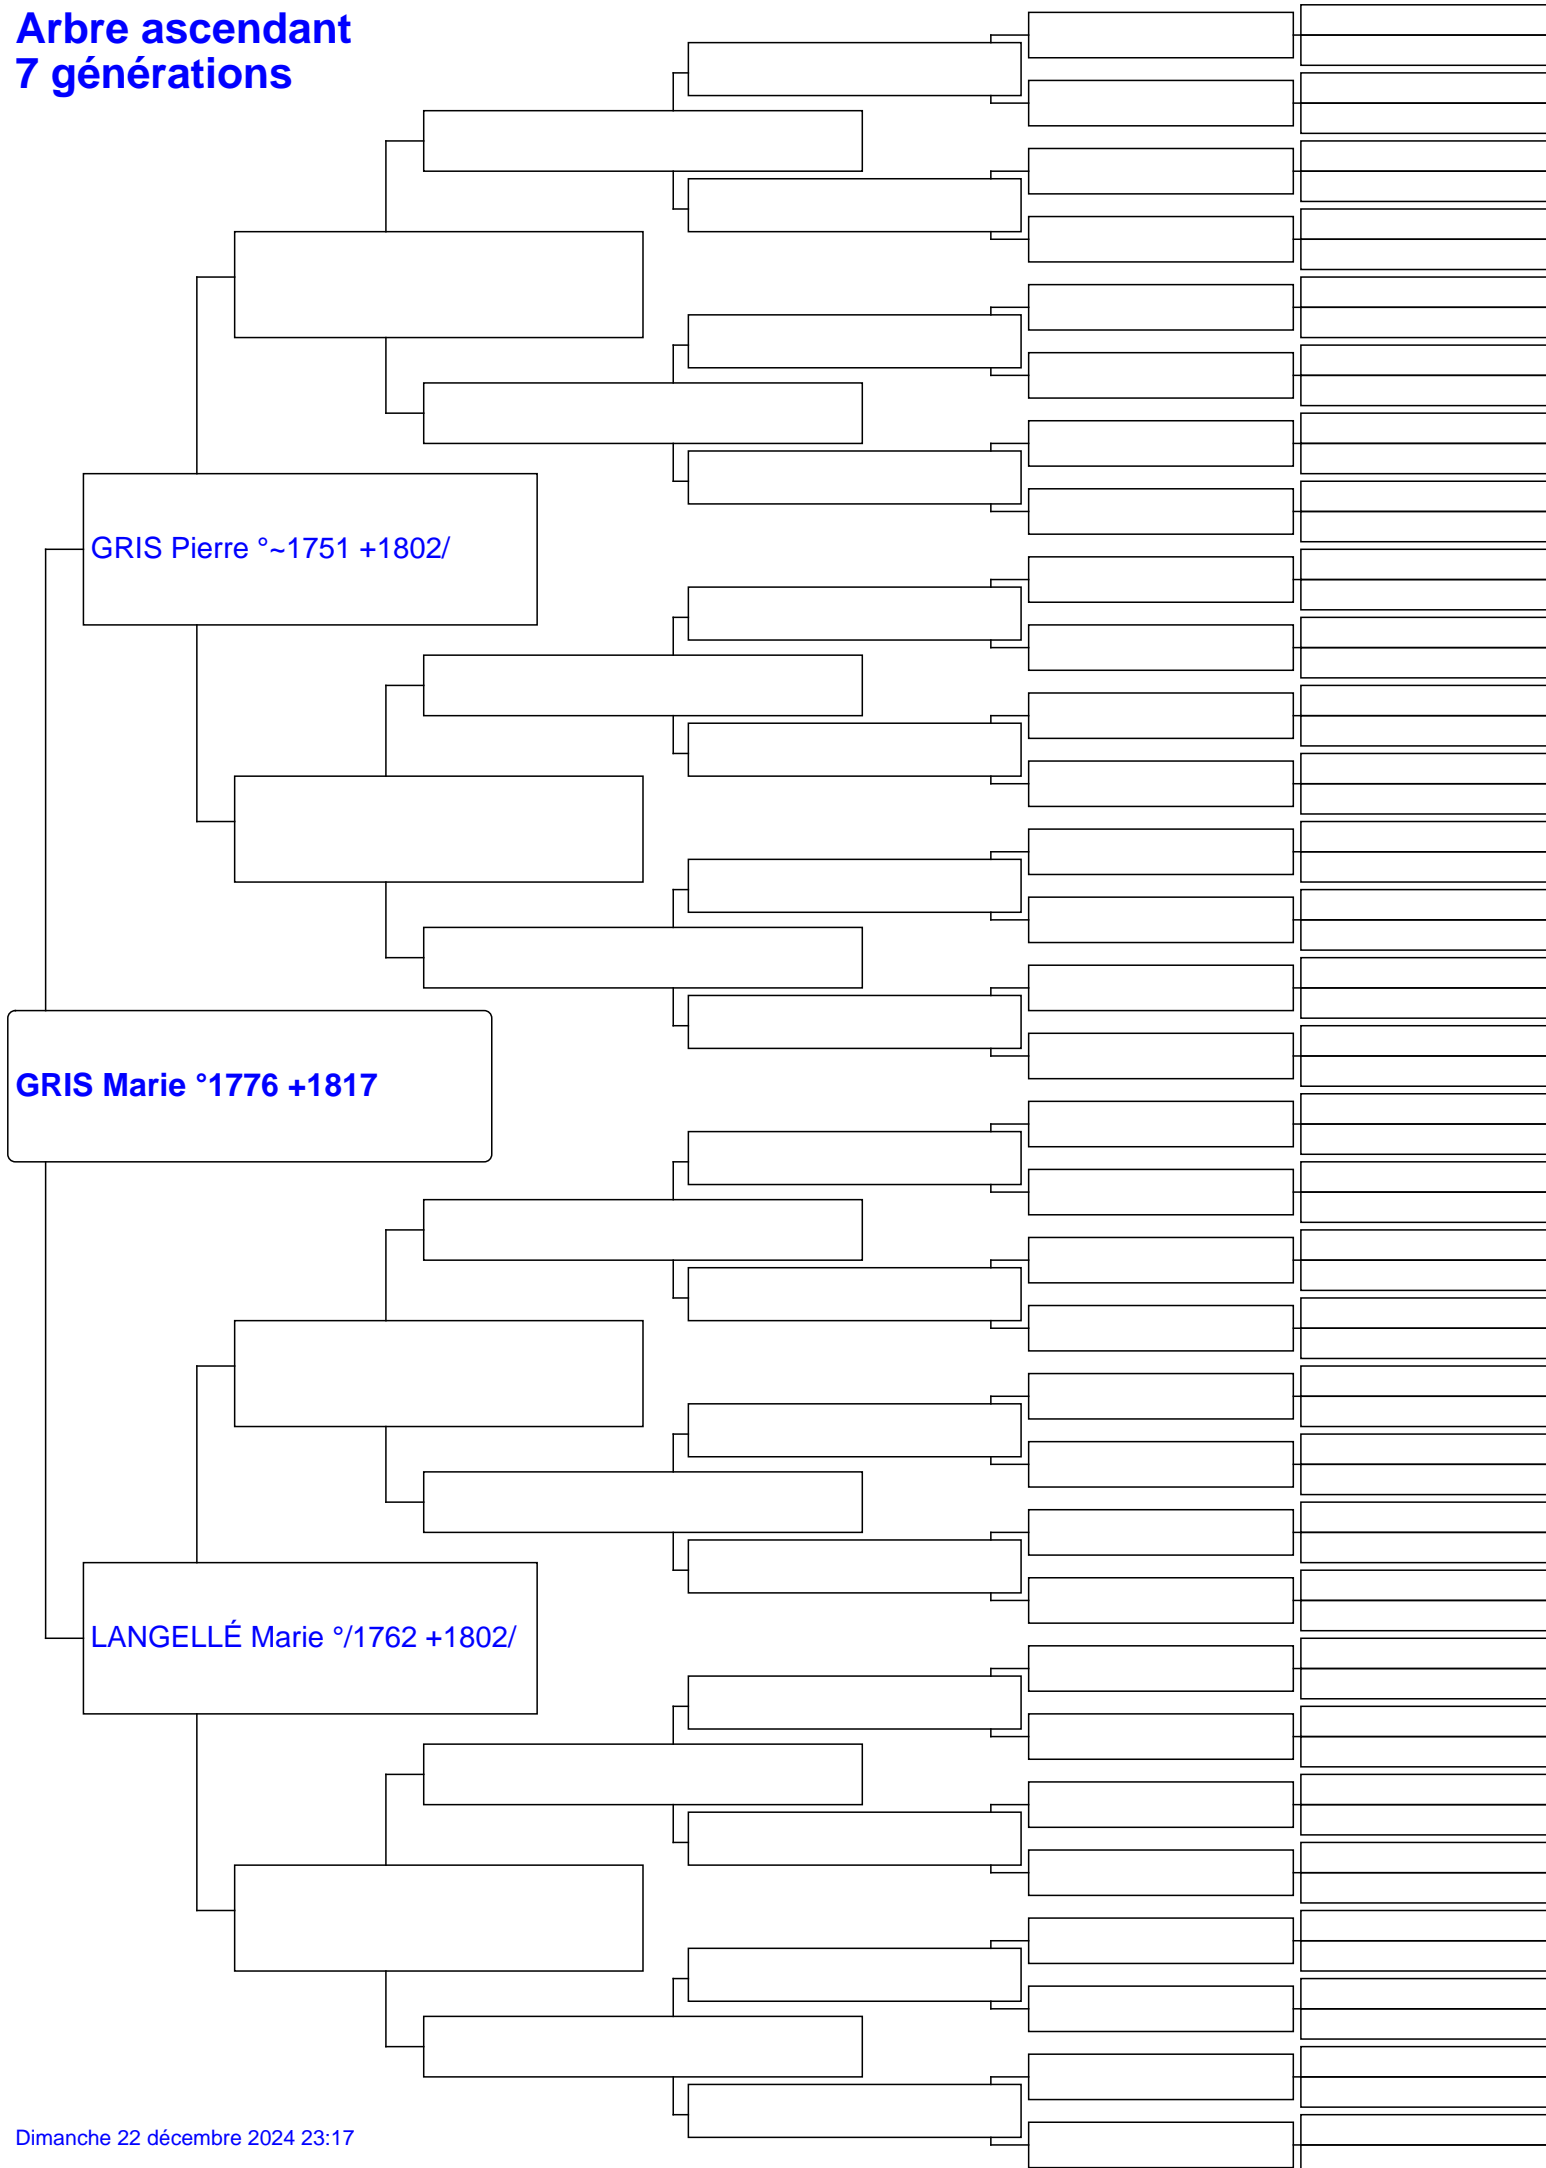 Arbre ascendant
7 générations
GRIS Pierre °~1751 +1802/
GRIS Marie °1776 +1817
LANGELLÉ Marie °/1762 +1802/
Dimanche 22 décembre 2024 23:17